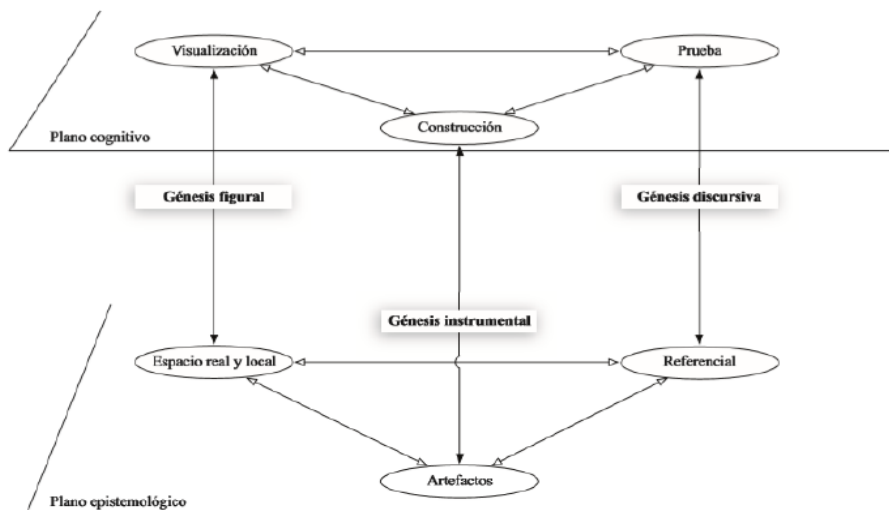 Visualización
Prueba
Construcción
Plano cognitivo
Génesis figural
Génesis discursiva
Génesis instrumental
Espacio real y local
Referencial
Artefactos
Plano epistemológico